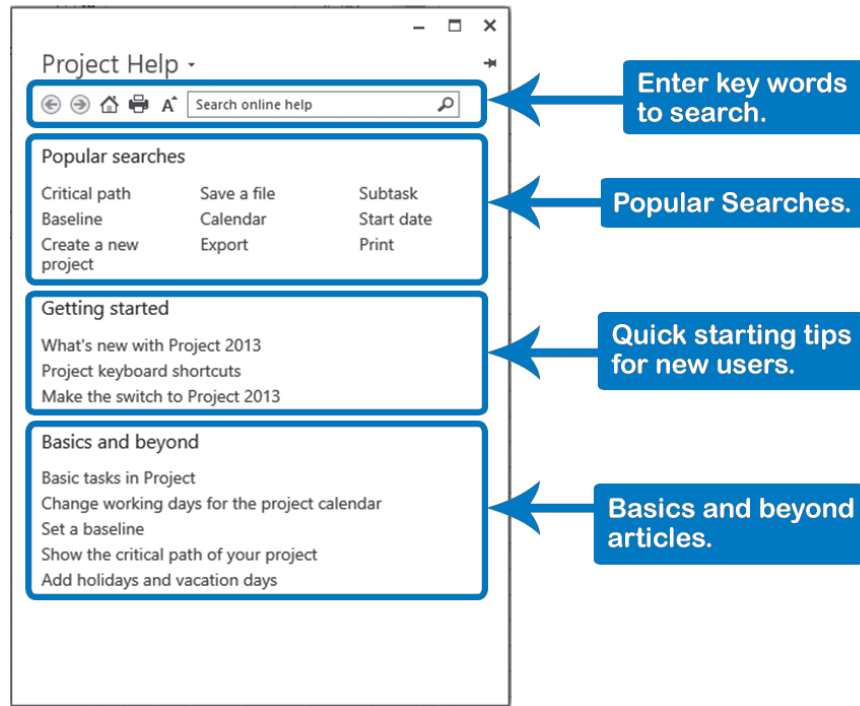 Project Help
A
Search online help
Enter key words
to search.
Popular searches
Critical path Save a file Subtask
Baseline Calendar Start date
Create a new Export Print
project
Popular Searches.
Getting started
What's new with Project 2013
Project keyboard shortcuts
Make the switch to Project 2013
Quick starting tips
for new users.
Basics and beyond
Basic tasks in Project
Change working days for the project calendar
Set a baseline
Show the critical path of your project
Add holidays and vacation days
Basics and beyond
articles.